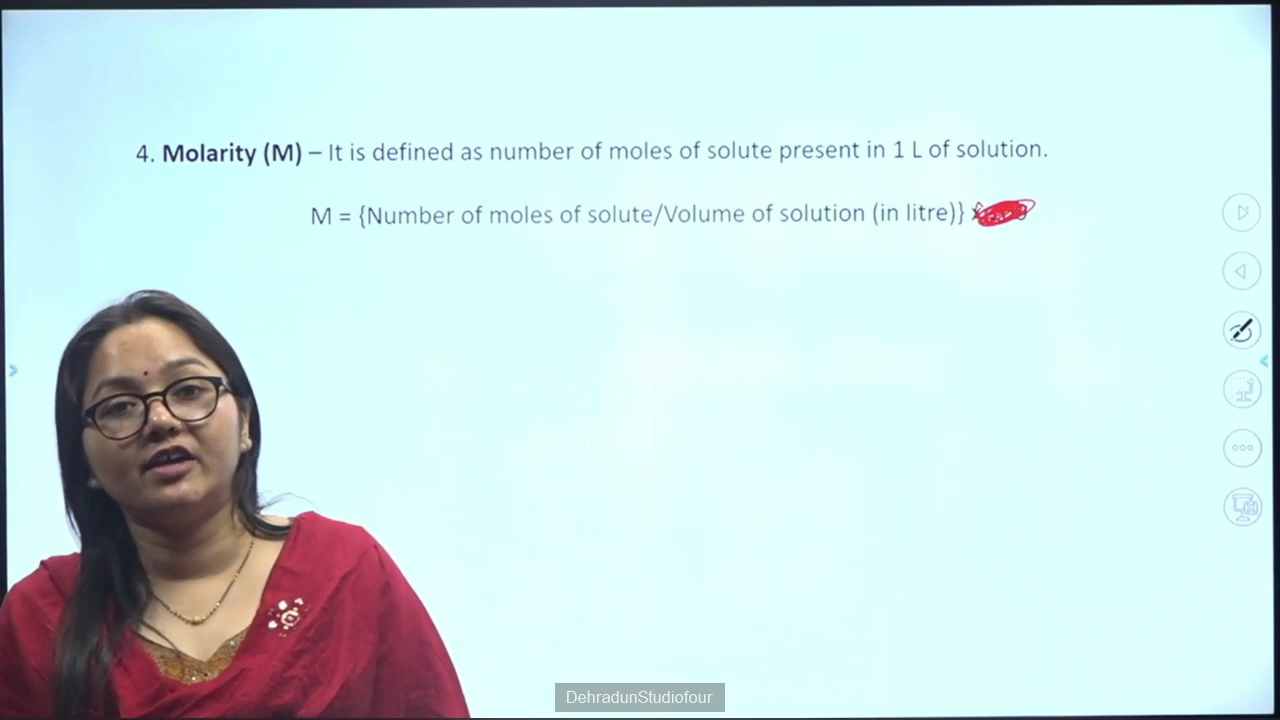 4. Molarity (M) – It is defined as number of moles of solute present in 1 L of solution.
M = {Number of moles of solute/Volume of solution (in litre)}
DehradunStudiofour